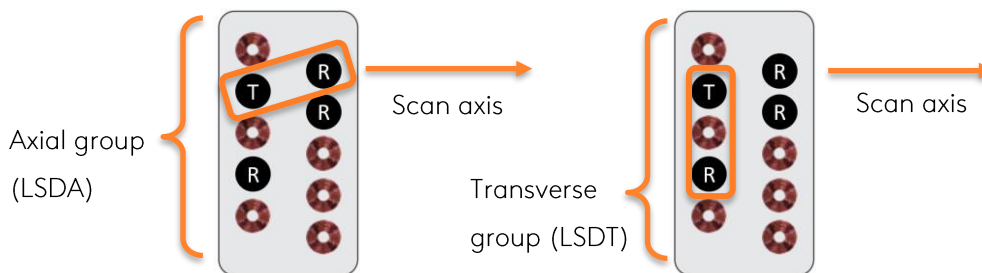 Axial group
(LSDA)
T
R
R
R
Scan axis
Transverse
group (LSDT)
T
R
R
R
Scan axis